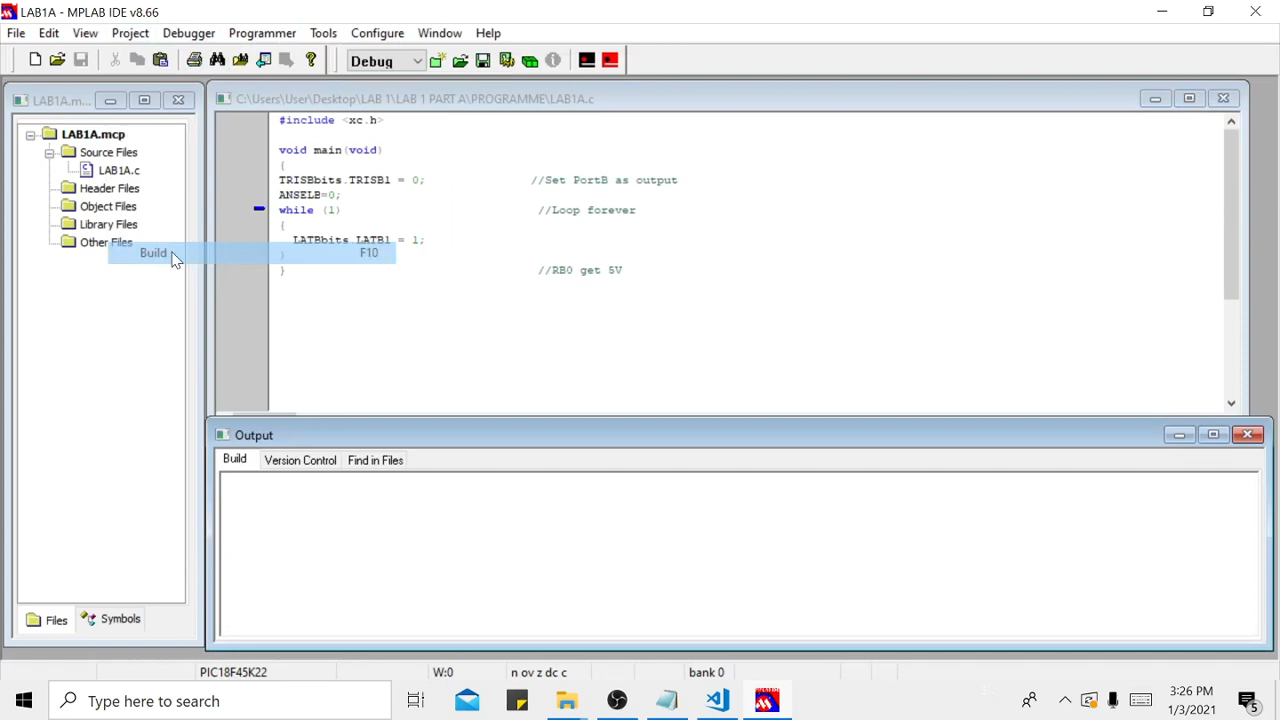 LAB1A - MPLAB IDE v8.66
File Edit View Project Debugger Programmer Tools Configure Window Help
Debug
LAB1A.m...
LAB1A.mcp
Source Files
LAB1A.c
Header Files
Object Files
Library Files
Other Files
Build F10
C:\Users\User\Desktop\LAB 1\LAB 1 PART A\PROGRAMME\LAB1A.c
#include <xc.h>
void main(void)
{
TRISBbits.TRISB1 = 0; //Set PortB as output
ANSELB=0;
while (1) //Loop forever
{
LATBbits.LATB1 = 1;
}
} //RB0 get 5V
Output
Build Version Control Find in Files
Files Symbols
PIC18F45K22 W:0 n ov z dc c bank 0
Type here to search
3:26 PM
1/3/2021
5